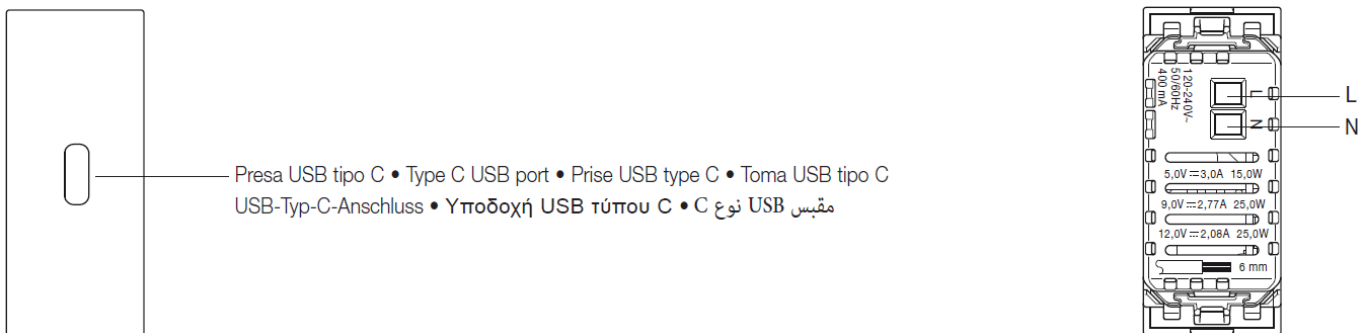 Presa USB tipo C • Type C USB port • Prise USB type C • Toma USB tipo C
USB-Typ-C-Anschluss • Υποδοχή USB τύπου C • C مقبس USB نوع
120-240V~
50/60Hz
400 mA
L
N
L
N
5,0V⎓3,0A 15,0W
9,0V⎓2,77A 25,0W
12,0V⎓2,08A 25,0W
6 mm